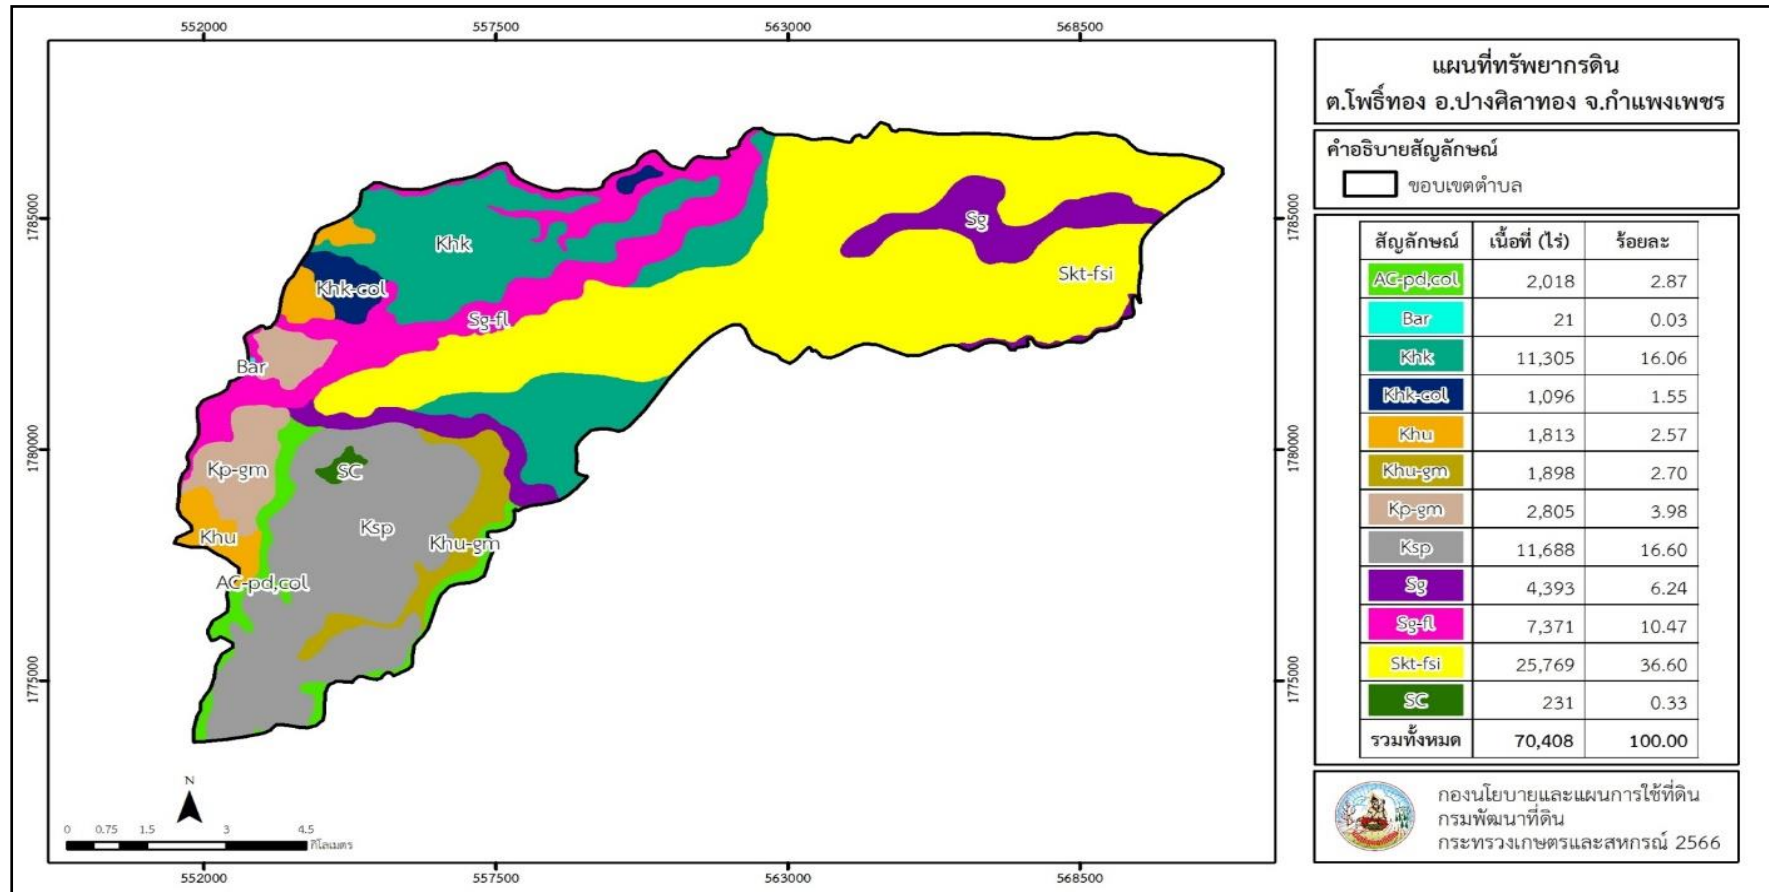 552000 557500 563000 568500
1785000 1785000
1780000 1780000
1775000 1775000
Khk
Khk-col
Sg-fl
Bar
Kp-gm
Khu
AC-pd,col
SC
Ksp
Khu-gm
Sg
Skt-fsi
N
0 0.75 1.5 3 4.5
กิโลเมตร
552000 557500 563000 568500
แผนที่ทรัพยากรดิน
ต.โพธิ์ทอง อ.ปางศิลาทอง จ.กำแพงเพชร
คำอธิบายสัญลักษณ์
ขอบเขตตำบล
สัญลักษณ์ เนื้อที่ (ไร่) ร้อยละ
AC-pd,col 2,018 2.87
Bar 21 0.03
Khk 11,305 16.06
Khk-col 1,096 1.55
Khu 1,813 2.57
Khu-gm 1,898 2.70
Kp-gm 2,805 3.98
Ksp 11,688 16.60
Sg 4,393 6.24
Sg-fl 7,371 10.47
Skt-fsi 25,769 36.60
SC 231 0.33
รวมทั้งหมด 70,408 100.00
กองนโยบายและแผนการใช้ที่ดิน
กรมพัฒนาที่ดิน
กระทรวงเกษตรและสหกรณ์ 2566